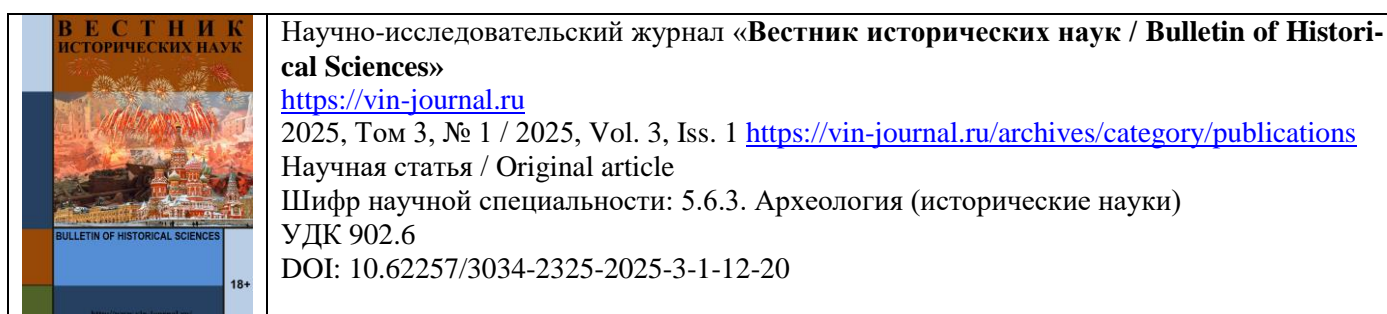 ВЕСТНИК
ИСТОРИЧЕСКИХ НАУК
BULLETIN OF HISTORICAL SCIENCES
18+
Научно-исследовательский журнал «Вестник исторических наук / Bulletin of Histori-
cal Sciences»
https://vin-journal.ru
2025, Том 3, № 1 / 2025, Vol. 3, Iss. 1 https://vin-journal.ru/archives/category/publications
Научная статья / Original article
Шифр научной специальности: 5.6.3. Археология (исторические науки)
УДК 902.6
DOI: 10.62257/3034-2325-2025-3-1-12-20